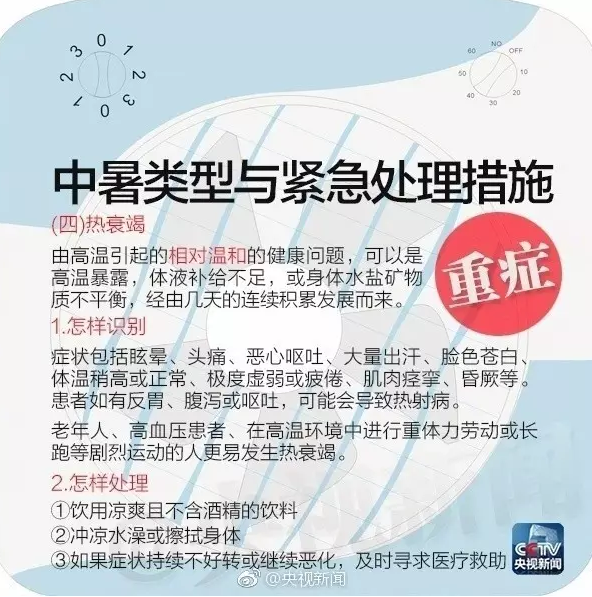 0
3 1
2 2
1 3
0
NO
60 OFF
50 10
40 20
30
中暑类型与紧急处理措施
(四)热衰竭
由高温引起的相对温和的健康问题，可以是
高温暴露，体液补给不足，或身体水盐矿物
质不平衡，经由几天的连续积累发展而来。
重症
1.怎样识别
症状包括眩晕、头痛、恶心呕吐、大量出汗、脸色苍白、
体温稍高或正常、极度虚弱或疲倦、肌肉痉挛、昏厥等。
患者如有反胃、腹泻或呕吐，可能会导致热射病。
老年人、高血压患者、在高温环境中进行重体力劳动或长
跑等剧烈运动的人更易发生热衰竭。
2.怎样处理
①饮用凉爽且不含酒精的饮料
②冲凉水澡或擦拭身体
③如果症状持续不好转或继续恶化，及时寻求医疗救助
CCTV
央视新闻
@央视新闻